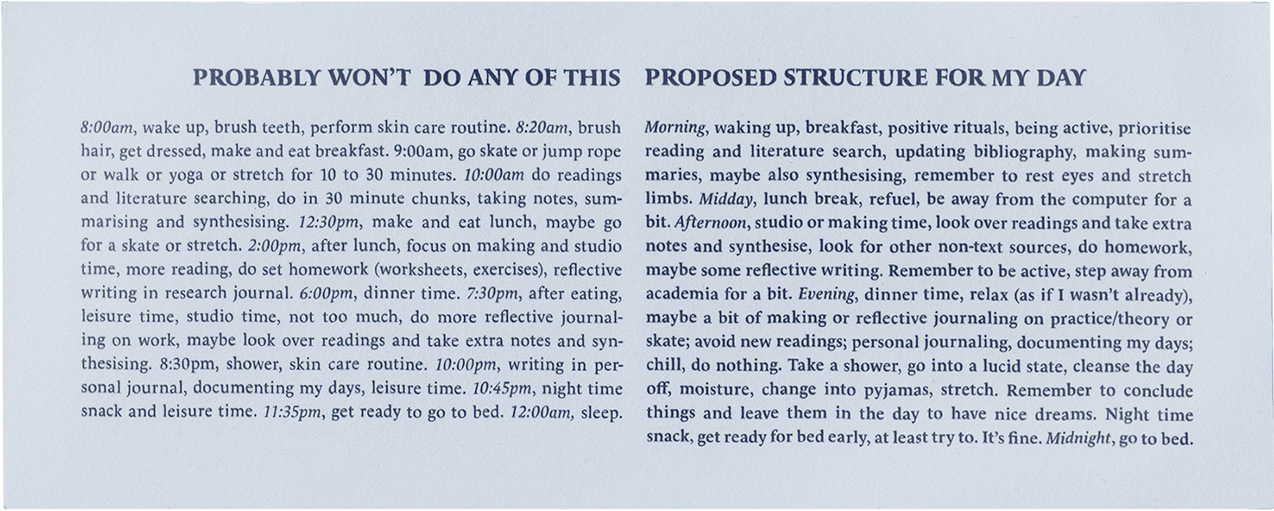 PROBABLY WON'T DO ANY OF THIS
8:00am, wake up, brush teeth, perform skin care routine. 8:20am, brush
hair, get dressed, make and eat breakfast. 9:00am, go skate or jump rope
or walk or yoga or stretch for 10 to 30 minutes. 10:00am do readings
and literature searching, do in 30 minute chunks, taking notes, sum-
marising and synthesising. 12:30pm, make and eat lunch, maybe go
for a skate or stretch. 2:00pm, after lunch, focus on making and studio
time, more reading, do set homework (worksheets, exercises), reflective
writing in research journal. 6:00pm, dinner time. 7:30pm, after eating,
leisure time, studio time, not too much, do more reflective journal-
ing on work, maybe look over readings and take extra notes and syn-
thesising. 8:30pm, shower, skin care routine. 10:00pm, writing in per-
sonal journal, documenting my days, leisure time. 10:45pm, night time
snack and leisure time. 11:35pm, get ready to go to bed. 12:00am, sleep.
PROPOSED STRUCTURE FOR MY DAY
Morning, waking up, breakfast, positive rituals, being active, prioritise
reading and literature search, updating bibliography, making sum-
maries, maybe also synthesising, remember to rest eyes and stretch
limbs. Midday, lunch break, refuel, be away from the computer for a
bit. Afternoon, studio or making time, look over readings and take extra
notes and synthesise, look for other non-text sources, do homework,
maybe some reflective writing. Remember to be active, step away from
academia for a bit. Evening, dinner time, relax (as if I wasn't already),
maybe a bit of making or reflective journaling on practice/theory or
skate; avoid new readings; personal journaling, documenting my days;
chill, do nothing. Take a shower, go into a lucid state, cleanse the day
off, moisture, change into pyjamas, stretch. Remember to conclude
things and leave them in the day to have nice dreams. Night time
snack, get ready for bed early, at least try to. It's fine. Midnight, go to bed.